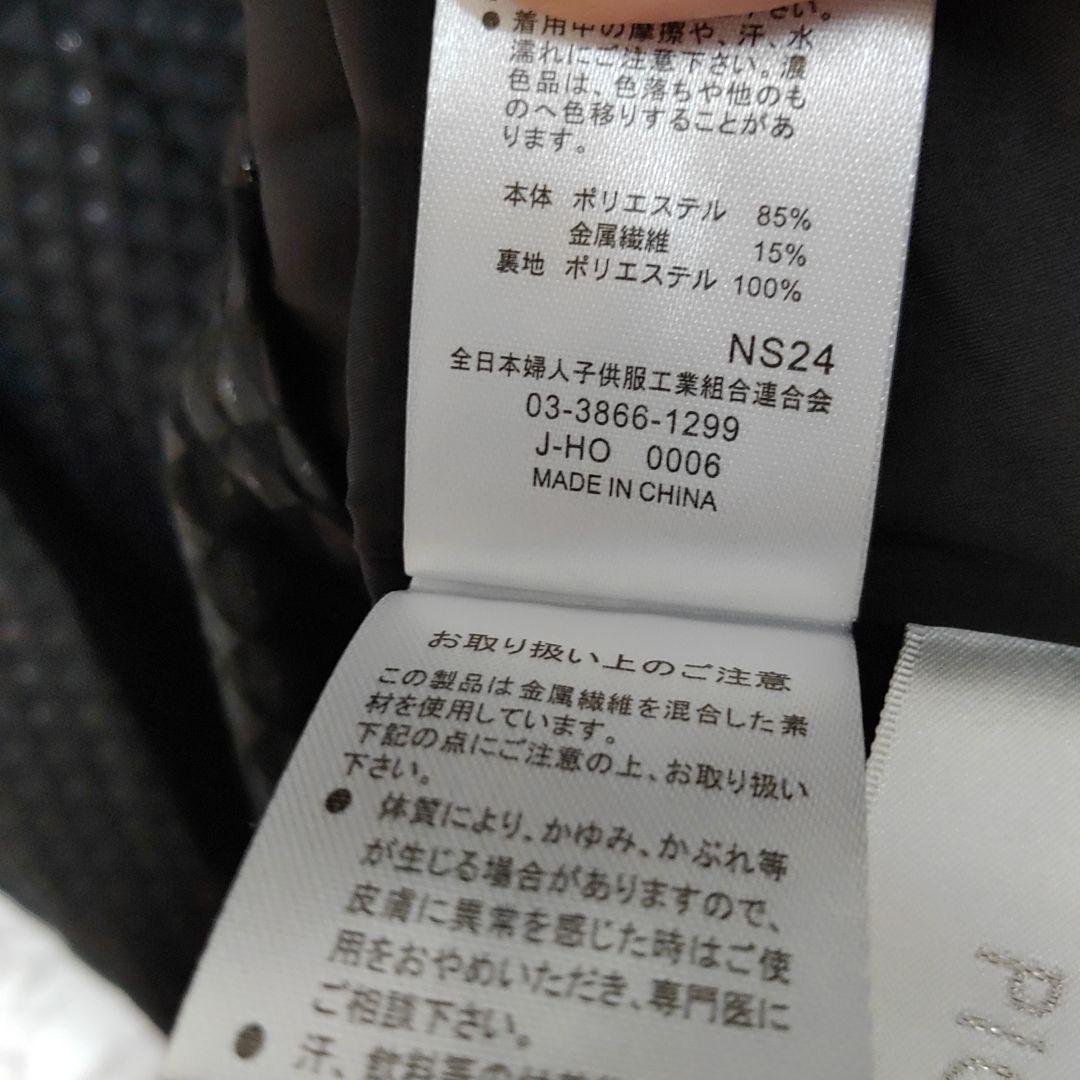 ● 着用中の摩擦や、汗、水
濡れにご注意下さい。濃
色品は、色落ちや他のも
のへ色移りすることがあ
ります。
本体 ポリエステル 85%
金属繊維 15%
裏地 ポリエステル 100%
NS24
全日本婦人子供服工業組合連合会
03-3866-1299
J-HO 0006
MADE IN CHINA
お取り扱い上のご注意
この製品は金属繊維を混合した素
材を使用しています。
下記の点にご注意の上、お取り扱い
下さい。
● 体質により、かゆみ、かぶれ等
が生じる場合がありますので、
皮膚に異常を感じた時はご使
用をおやめいただき、専門医に
ご相談下さい。
● 汗、飲料等の